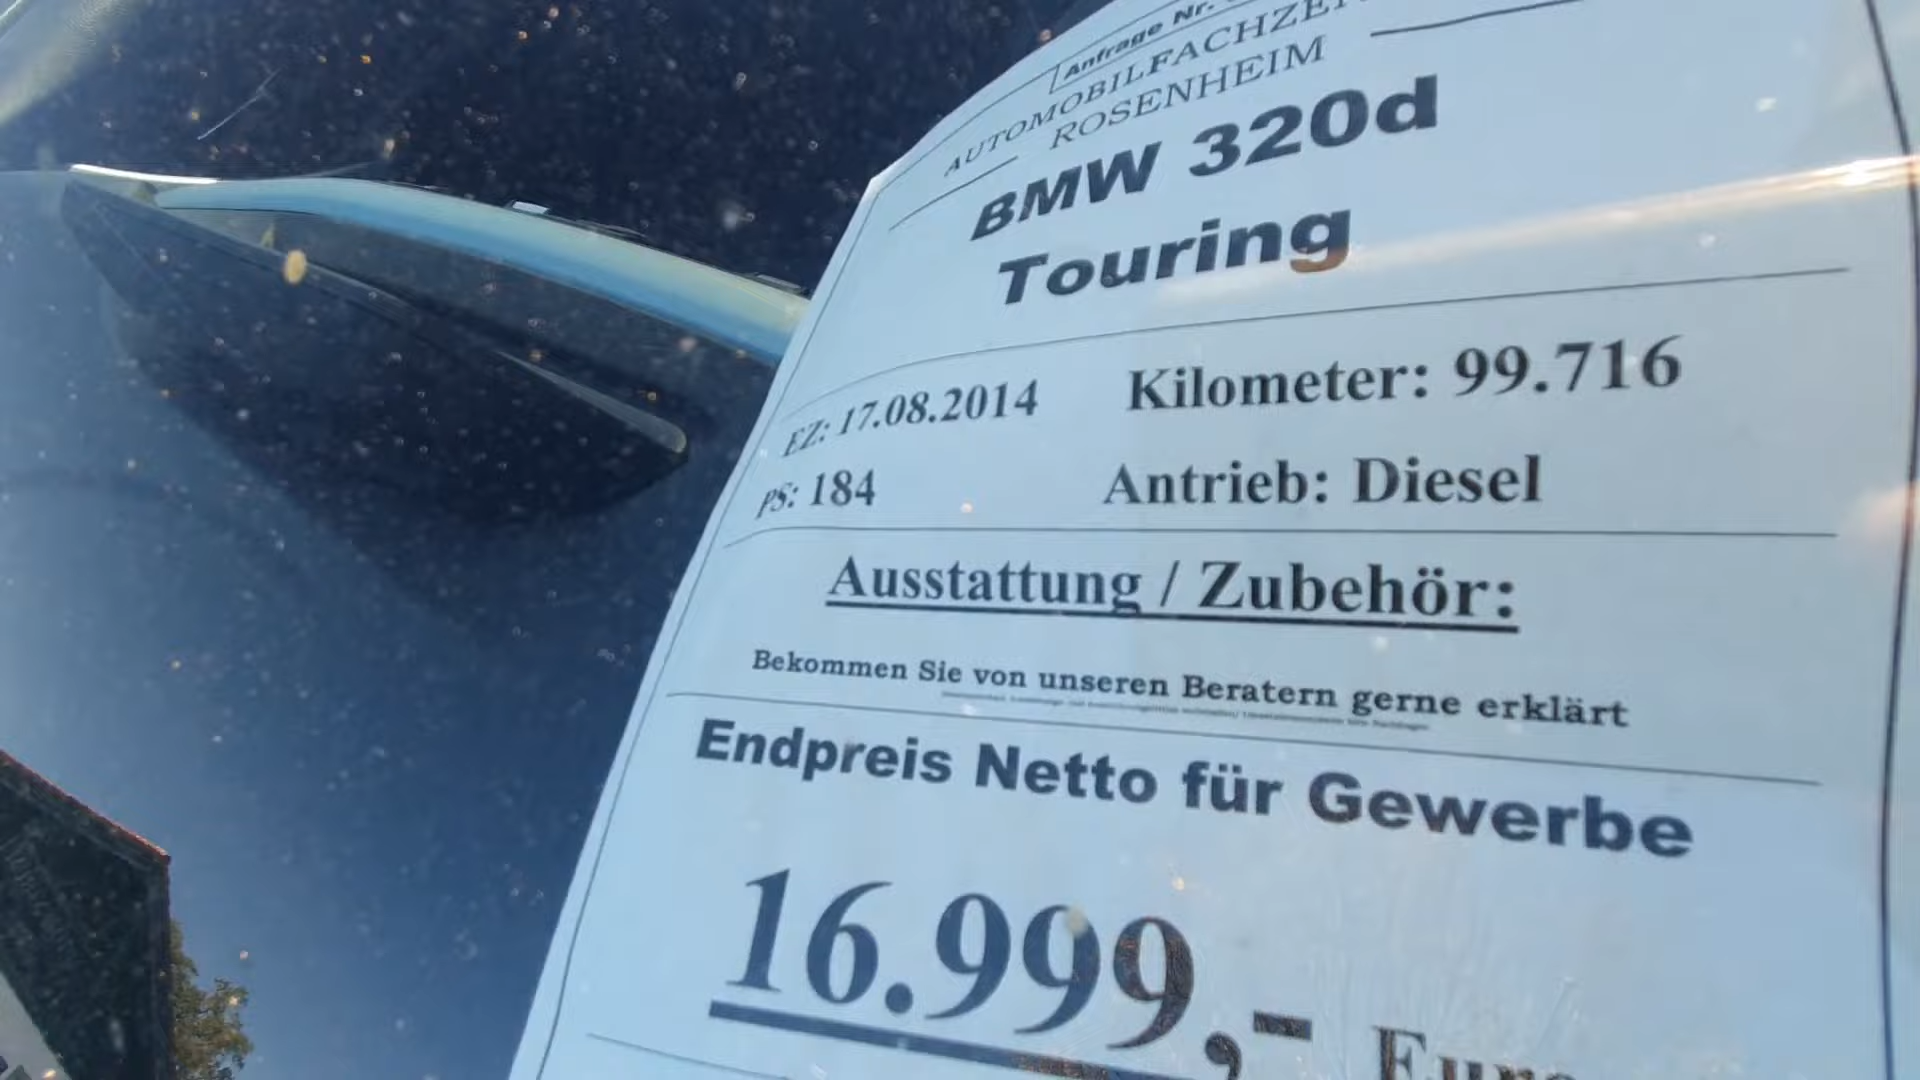 Anfrage Nr.
AUTOMOBILFACHZE
ROSENHEIM
BMW 320d
Touring
EZ: 17.08.2014 Kilometer: 99.716
PS: 184 Antrieb: Diesel
Ausstattung / Zubehör:
Bekommen Sie von unseren Beratern gerne erklärt
Endpreis Netto für Gewerbe
16.999,- Euro